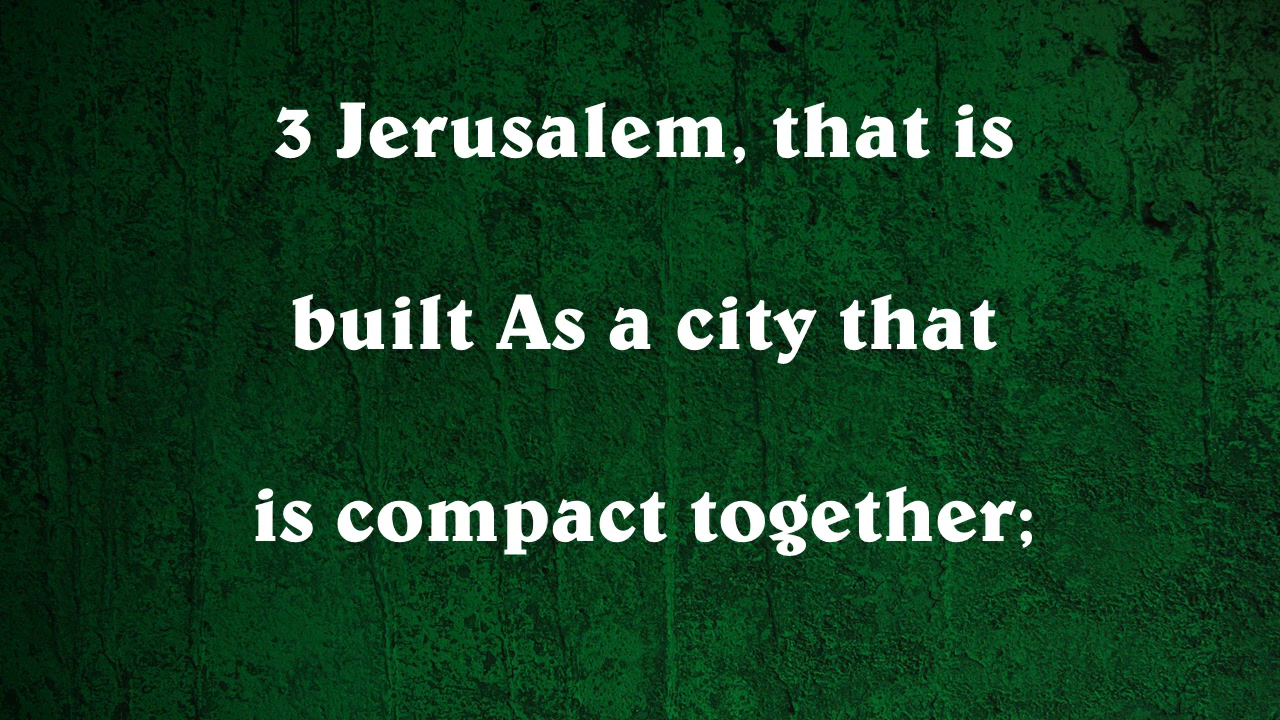 3 Jerusalem, that is
built As a city that
is compact together;